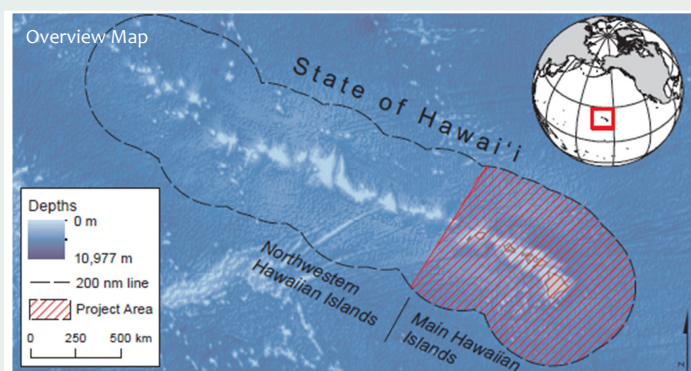 Overview Map
State of Hawai‘i
Depths
0 m
10,977 m
200 nm line
Project Area
0 250 500 km
Northwestern
Hawaiian Islands
Main Hawaiian
Islands
N